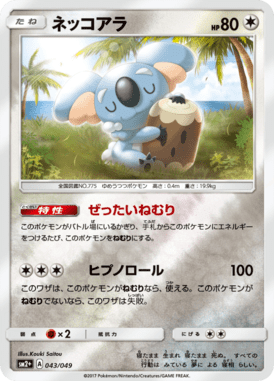 たね ネッコアラ HP80
全国図鑑NO.775 ゆめうつつポケモン 高さ:0.4m 重さ:19.9kg
特性 ぜったいねむり
このポケモンがバトル場にいるかぎり、手札からこのポケモンにエネルギー
をつけるたび、このポケモンをねむりにする。
ヒプノロール 100
このワザは、このポケモンがねむりなら、使える。このポケモンが
ねむりでないなら、このワザは失敗。
弱点 ×2 抵抗力 にげる
Illus.Kouki Saitou
SM2+ A 043/049
©2017 Pokémon/Nintendo/Creatures/GAME FREAK.